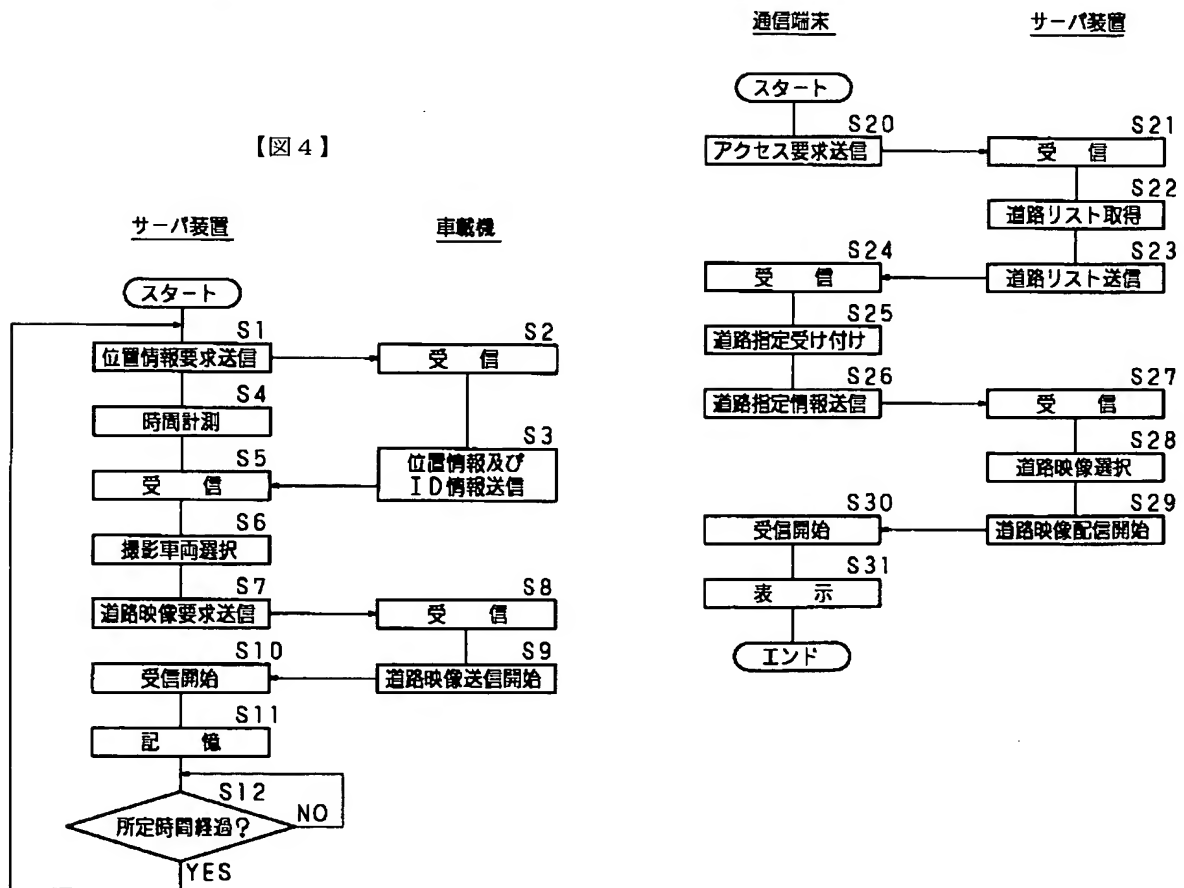 【図4】
サーバ装置 車載機
スタート
S1 S2
位置情報要求送信 受 信
S4
時間計測
S3
位置情報及び
ID情報送信
S5
受 信
S6
撮影車両選択
S7 S8
道路映像要求送信 受 信
S10 S9
受信開始 道路映像送信開始
S11
記 憶
S12
所定時間経過? NO
YES
通信端末 サーバ装置
スタート
S20 S21
アクセス要求送信 受 信
S22
道路リスト取得
S24 S23
受 信 道路リスト送信
S25
道路指定受け付け
S26 S27
道路指定情報送信 受 信
S28
道路映像選択
S30 S29
受信開始 道路映像配信開始
S31
表 示
エンド